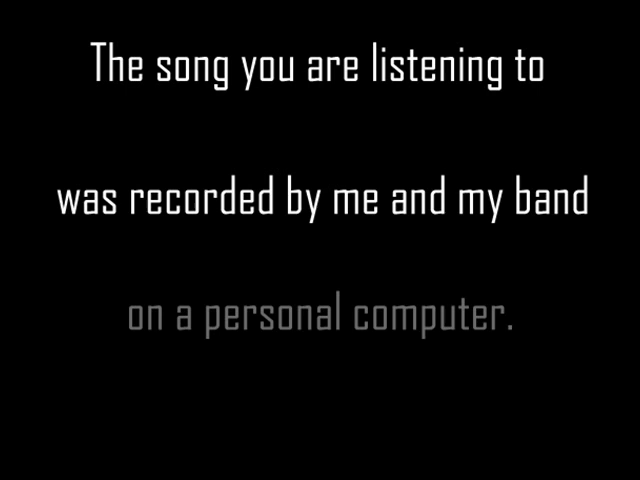 The song you are listening to
was recorded by me and my band
on a personal computer.